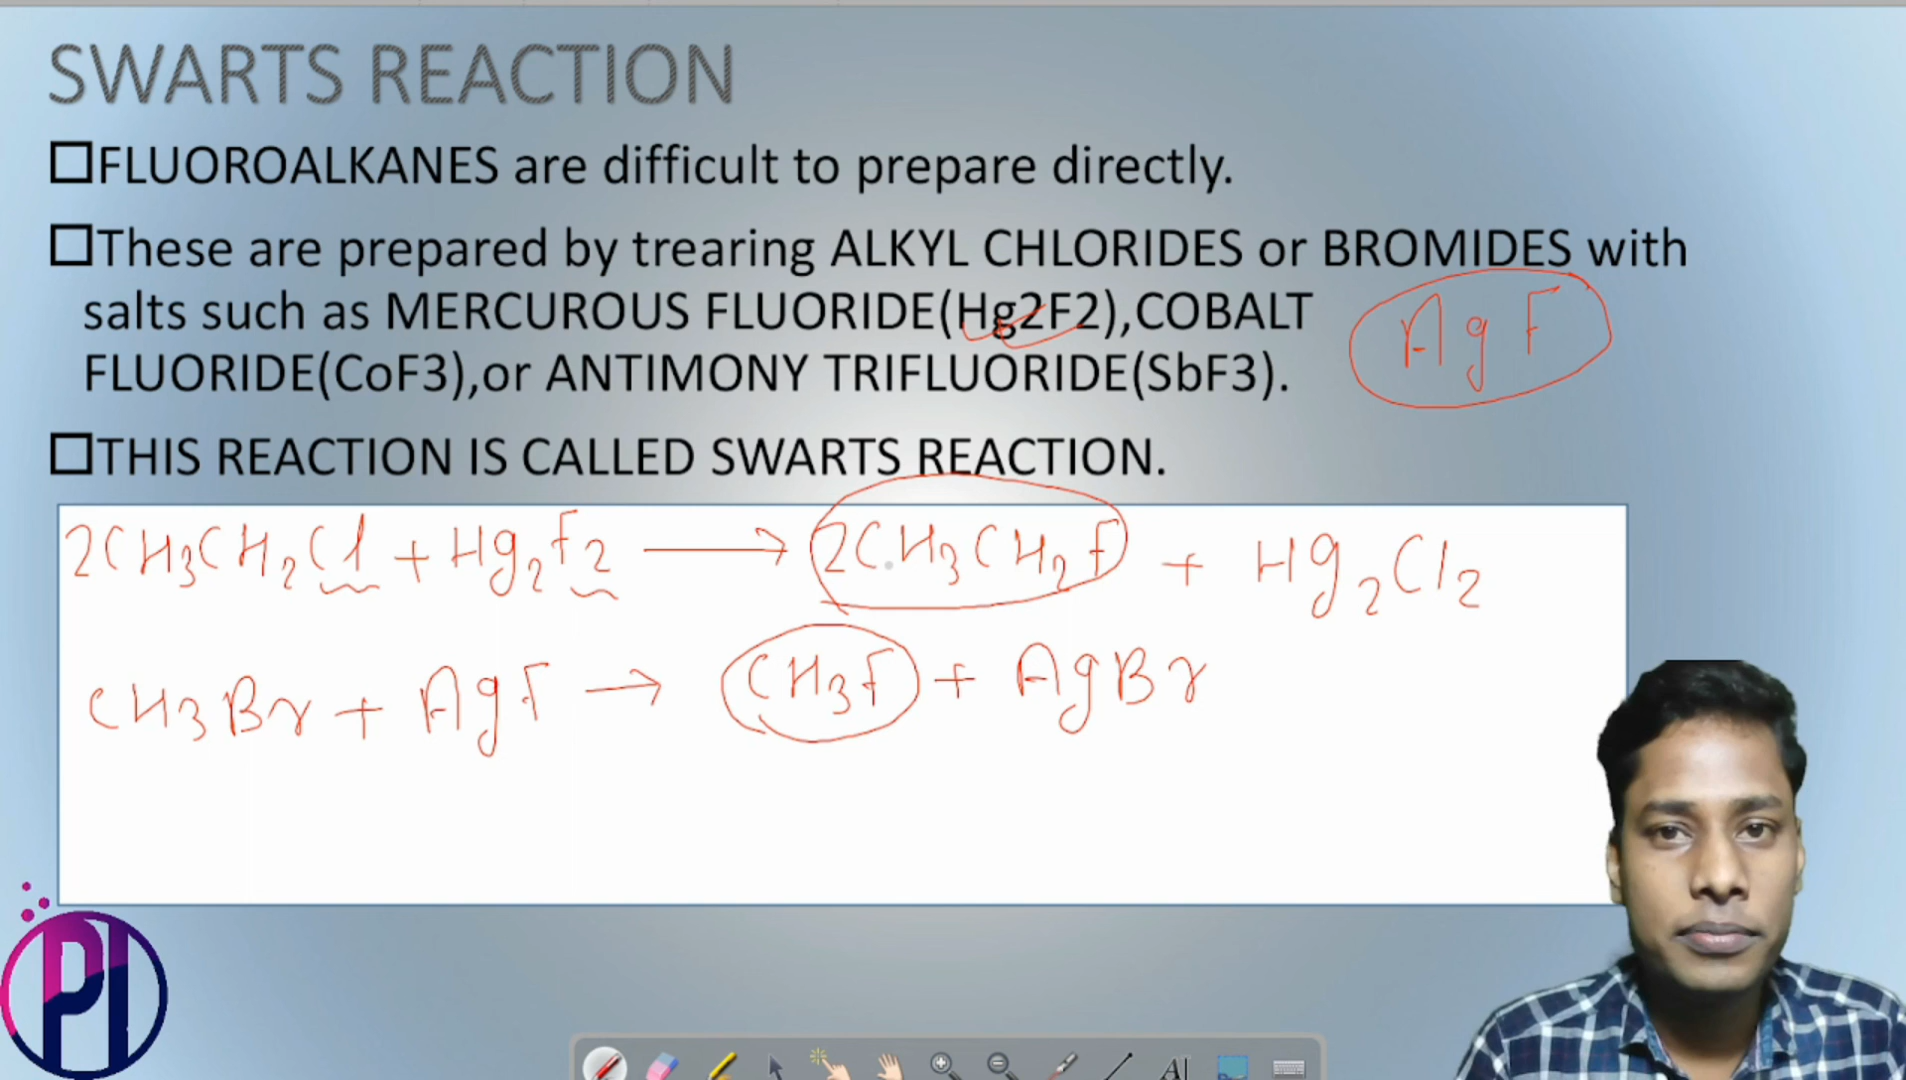 SWARTS REACTION
FLUOROALKANES are difficult to prepare directly.
These are prepared by trearing ALKYL CHLORIDES or BROMIDES with
salts such as MERCUROUS FLUORIDE(Hg2F2),COBALT
AgF
FLUORIDE(CoF3),or ANTIMONY TRIFLUORIDE(SbF3).
THIS REACTION IS CALLED SWARTS REACTION.
2CH3CH2Cl + Hg2F2 → 2CH3CH2F + Hg2Cl2
CH3Br + AgF → CH3F + AgBr
PI
A